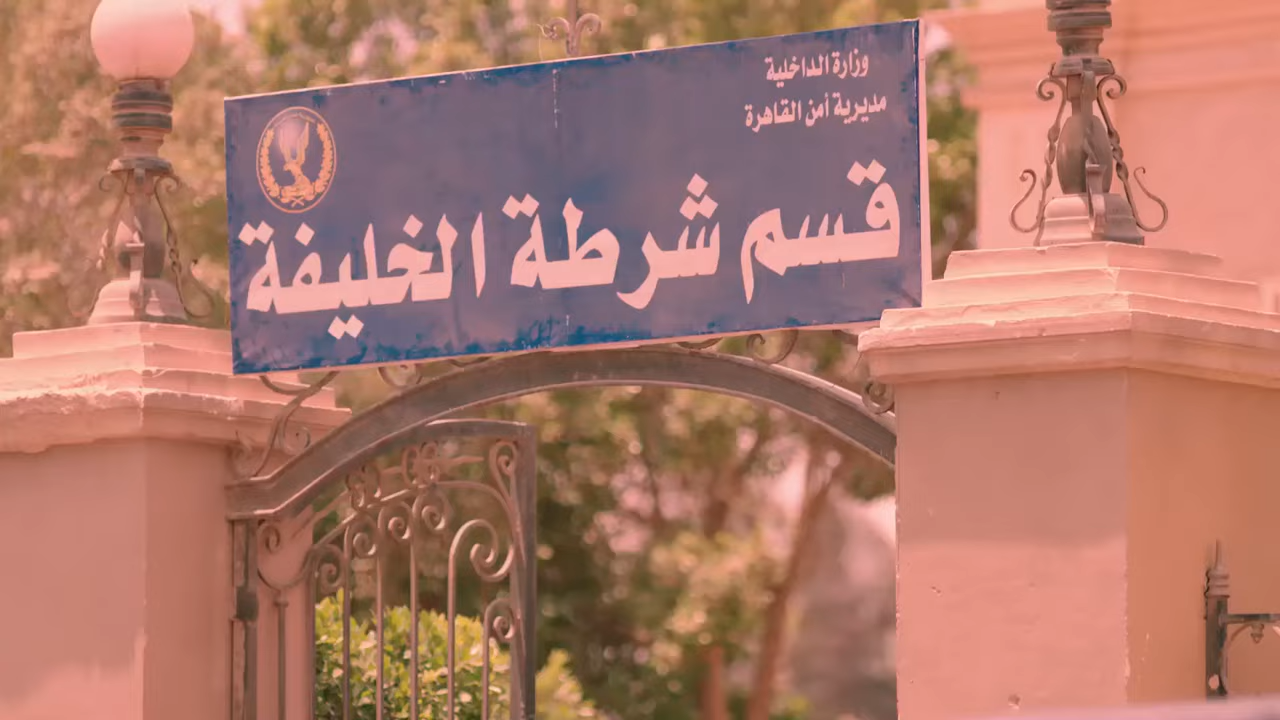 وزارة الداخلية
مديرية أمن القاهرة
قسم شرطة الخليفة